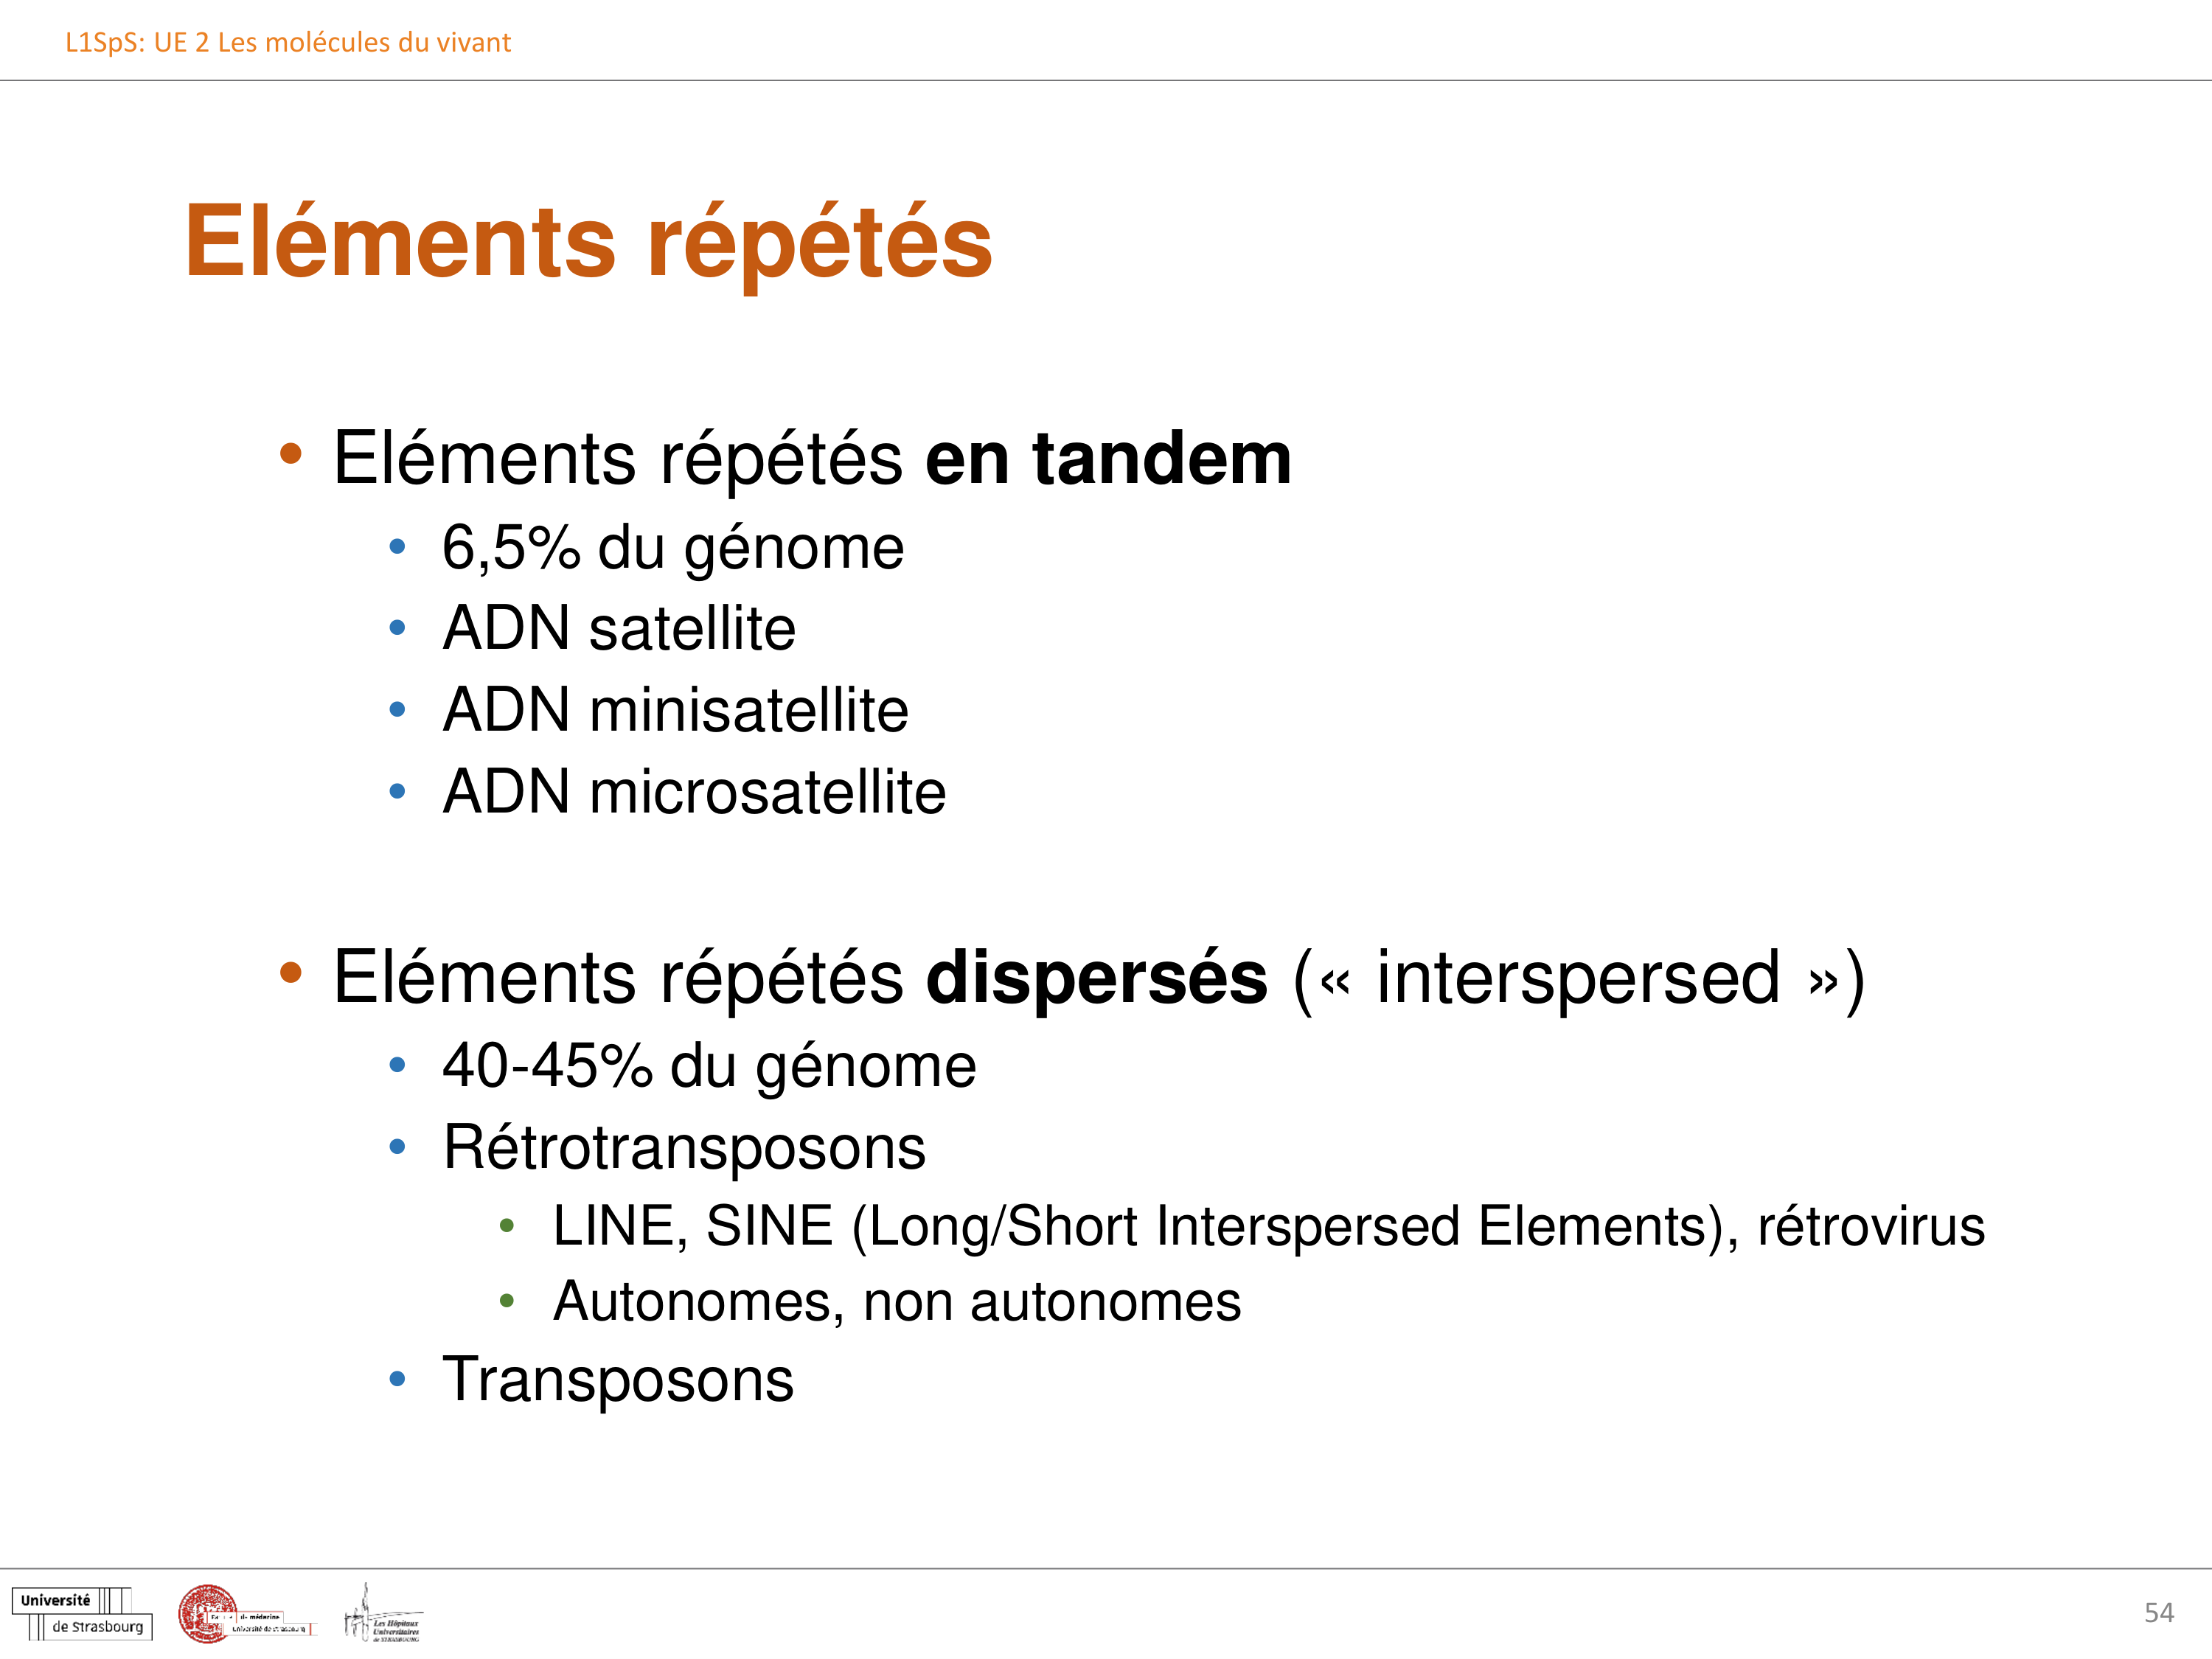 L1SpS: UE 2 Les molécules du vivant
Eléments répétés
• Eléments répétés en tandem
• 6,5% du génome
• ADN satellite
• ADN minisatellite
• ADN microsatellite
• Eléments répétés dispersés (« interspersed »)
• 40-45% du génome
• Rétrotransposons
• LINE, SINE (Long/Short Interspersed Elements), rétrovirus
• Autonomes, non autonomes
• Transposons
Université
de Strasbourg
de médecine
Université de Strasbourg
Les Hôpitaux
Universitaires
de STRASBOURG
54